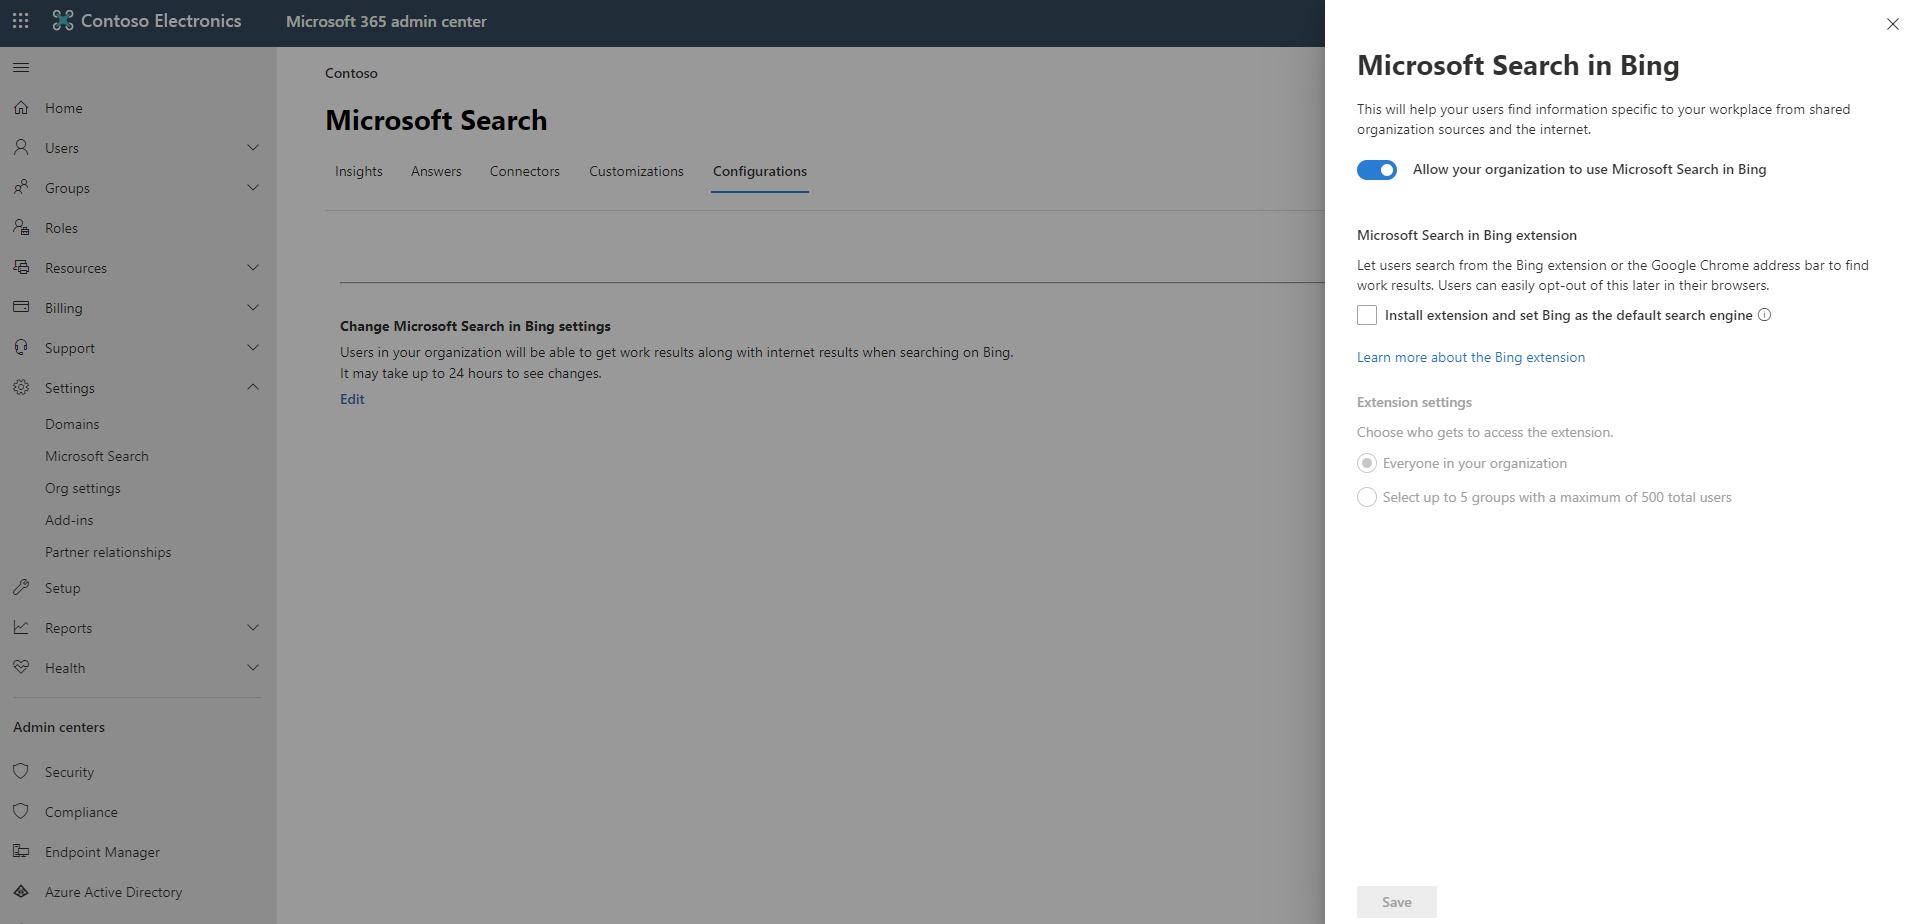 Contoso Electronics
Microsoft 365 admin center
Home
Users
Groups
Roles
Resources
Billing
Support
Settings
Domains
Microsoft Search
Org settings
Add-ins
Partner relationships
Setup
Reports
Health
Admin centers
Security
Compliance
Endpoint Manager
Azure Active Directory
Contoso
Microsoft Search
Insights
Answers
Connectors
Customizations
Configurations
Change Microsoft Search in Bing settings
Users in your organization will be able to get work results along with internet results when searching on Bing.
It may take up to 24 hours to see changes.
Edit
Microsoft Search in Bing
This will help your users find information specific to your workplace from shared
organization sources and the internet.
Allow your organization to use Microsoft Search in Bing
Microsoft Search in Bing extension
Let users search from the Bing extension or the Google Chrome address bar to find
work results. Users can easily opt-out of this later in their browsers.
Install extension and set Bing as the default search engine
Learn more about the Bing extension
Extension settings
Choose who gets to access the extension.
Everyone in your organization
Select up to 5 groups with a maximum of 500 total users
Save